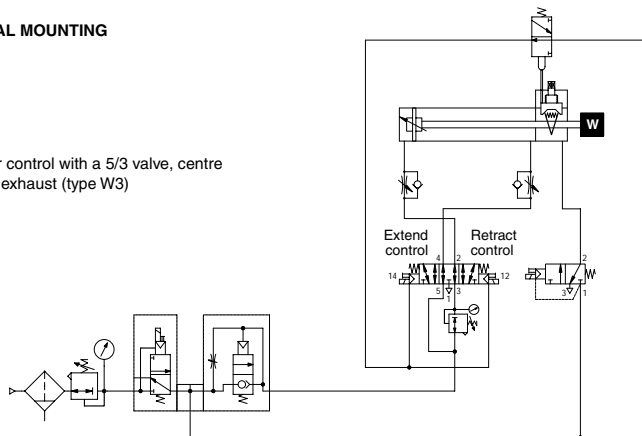 AL MOUNTING
r control with a 5/3 valve, centre
exhaust (type W3)
W
Extend
control
Retract
control
4
2
14
12
5
3
1
2
3
1